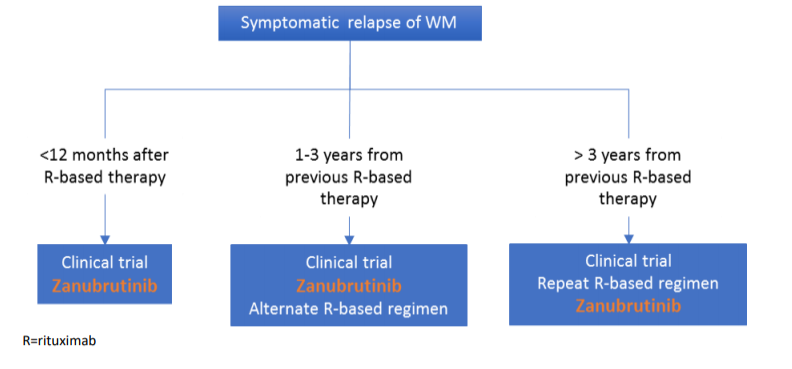 Symptomatic relapse of WM
<12 months after
R-based therapy
1-3 years from
previous R-based
therapy
> 3 years from
previous R-based
therapy
Clinical trial
Zanubrutinib
Clinical trial
Zanubrutinib
Alternate R-based regimen
Clinical trial
Repeat R-based regimen
Zanubrutinib
R=rituximab